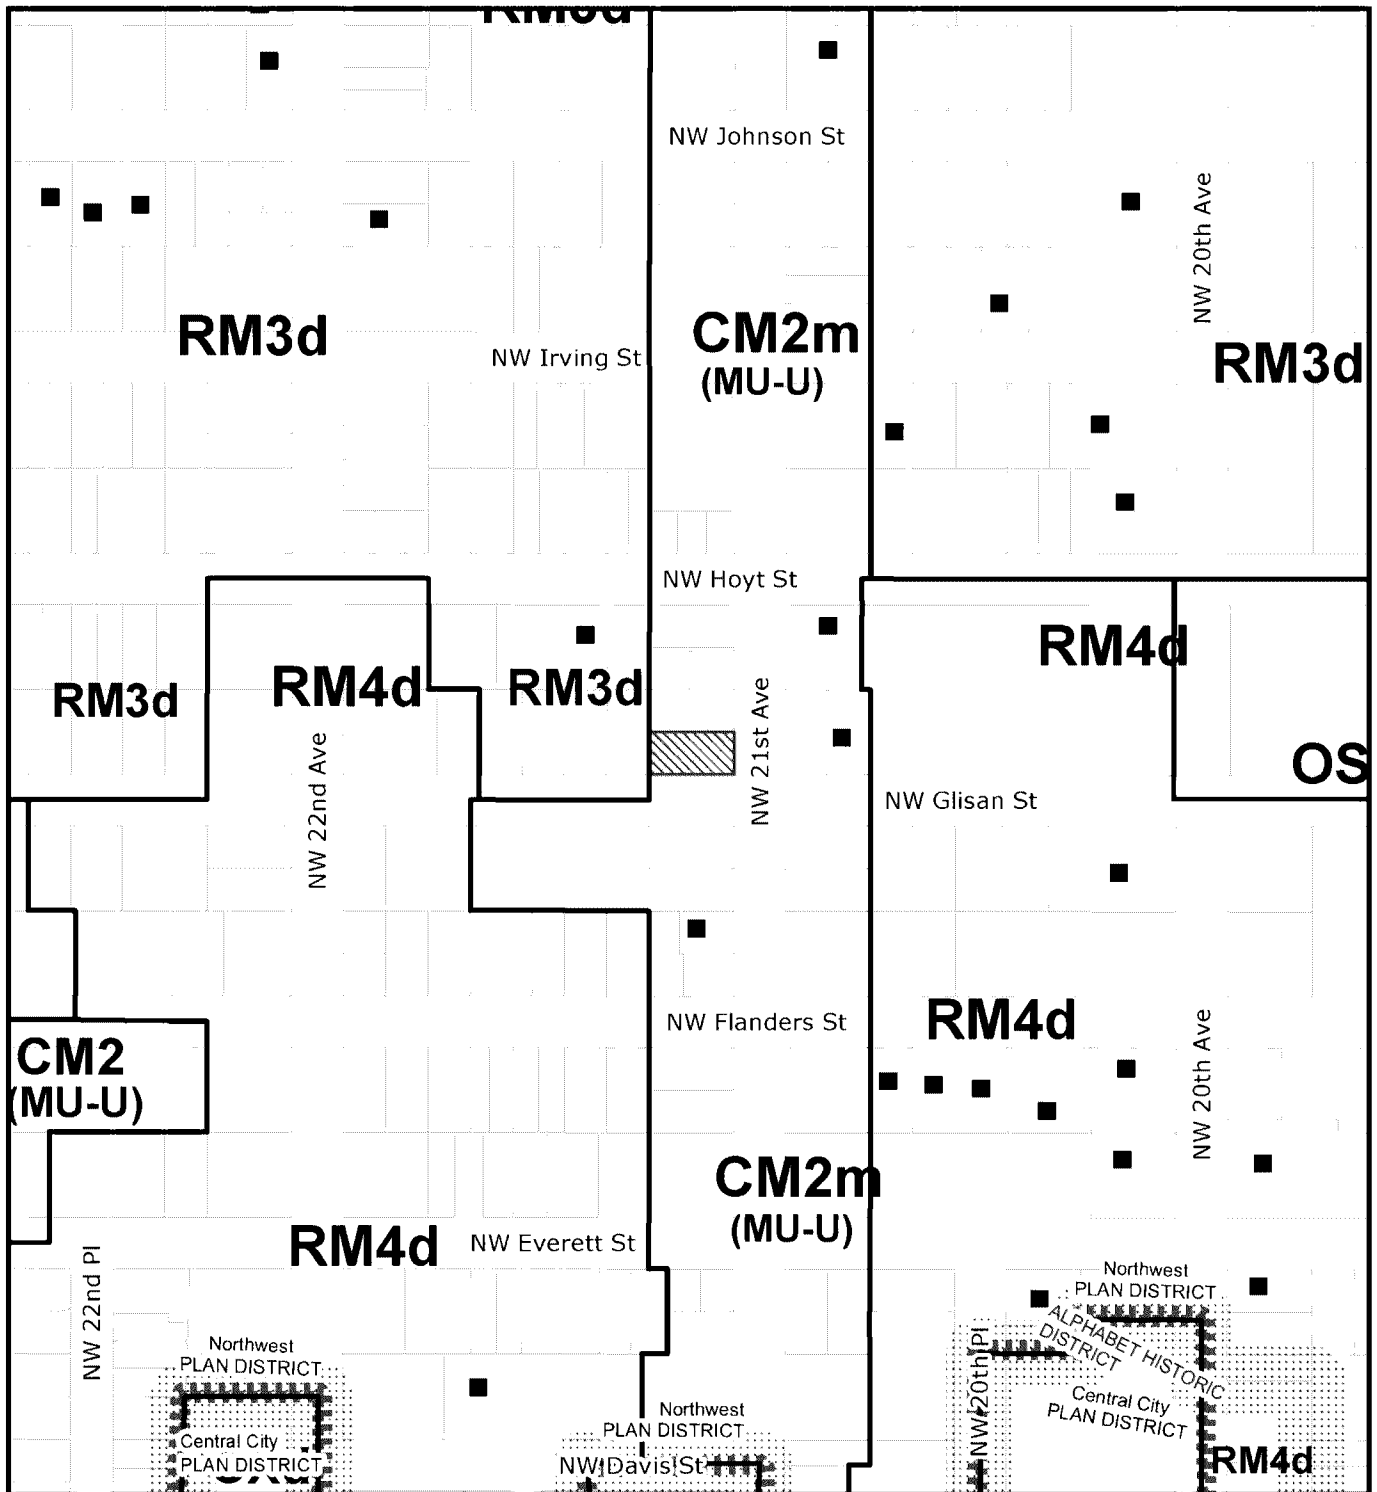 RM3d
NW Johnson St
NW 20th Ave
RM3d
CM2m
(MU-U)
NW Irving St
RM3d
NW Hoyt St
RM4d
RM3d
RM4d
RM3d
NW 21st Ave
NW 22nd Ave
OS
NW Glisan St
RM4d
NW Flanders St
NW 20th Ave
CM2
(MU-U)
CM2m
(MU-U)
RM4d
NW Everett St
NW 22nd Pl
Northwest
PLAN DISTRICT
ALPHABET HISTORIC
DISTRICT
NW 20th Pl
Central City
PLAN DISTRICT
Northwest
PLAN DISTRICT
Northwest
PLAN DISTRICT
Central City
PLAN DISTRICT
NW Davis St
RM4d